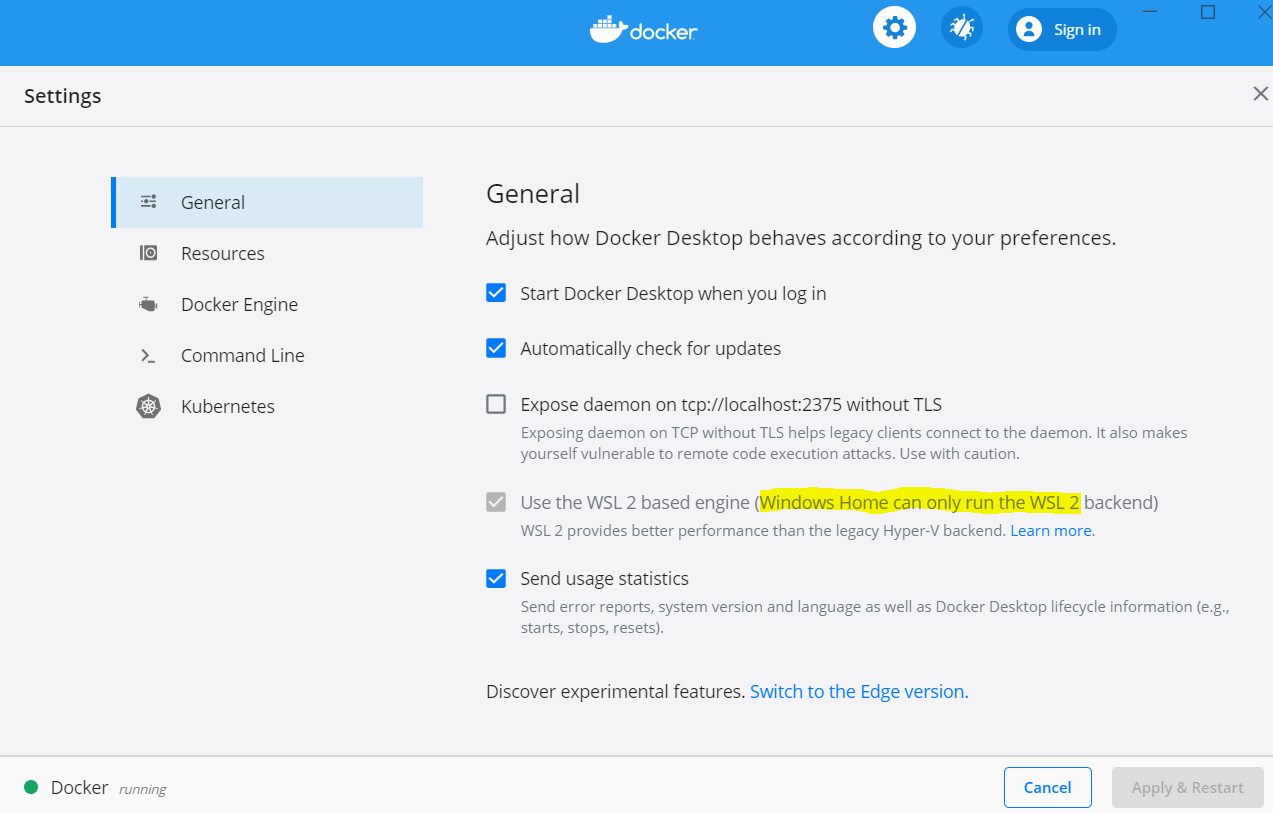 docker
Sign in
Settings
General
Resources
Docker Engine
Command Line
Kubernetes
General
Adjust how Docker Desktop behaves according to your preferences.
Start Docker Desktop when you log in
Automatically check for updates
Expose daemon on tcp://localhost:2375 without TLS
Exposing daemon on TCP without TLS helps legacy clients connect to the daemon. It also makes
yourself vulnerable to remote code execution attacks. Use with caution.
Use the WSL 2 based engine (Windows Home can only run the WSL 2 backend)
WSL 2 provides better performance than the legacy Hyper-V backend. Learn more.
Send usage statistics
Send error reports, system version and language as well as Docker Desktop lifecycle information (e.g.,
starts, stops, resets).
Discover experimental features. Switch to the Edge version.
Docker running
Cancel
Apply & Restart